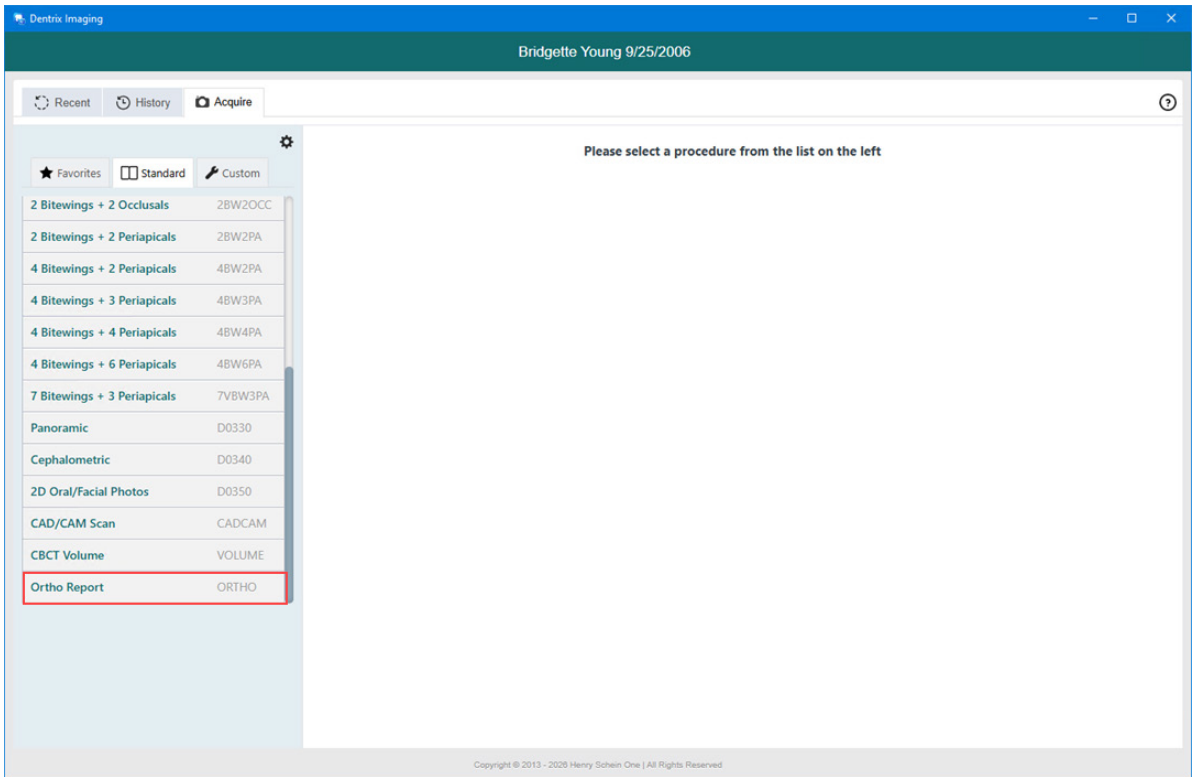 Dentrix Imaging
Bridgette Young 9/25/2006
Recent History Acquire
Please select a procedure from the list on the left
Favorites Standard Custom
2 Bitewings + 2 Occlusals 2BW2OCC
2 Bitewings + 2 Periapicals 2BW2PA
4 Bitewings + 2 Periapicals 4BW2PA
4 Bitewings + 3 Periapicals 4BW3PA
4 Bitewings + 4 Periapicals 4BW4PA
4 Bitewings + 6 Periapicals 4BW6PA
7 Bitewings + 3 Periapicals 7VBW3PA
Panoramic D0330
Cephalometric D0340
2D Oral/Facial Photos D0350
CAD/CAM Scan CADCAM
CBCT Volume VOLUME
Ortho Report ORTHO
Copyright © 2013 - 2026 Henry Schein One | All Rights Reserved